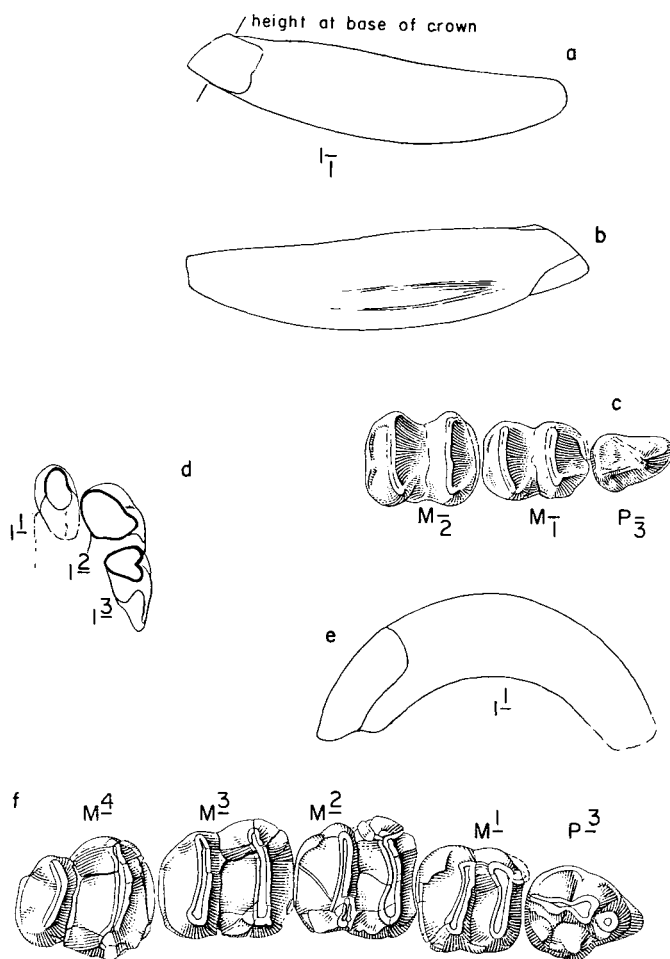 height at base of crown
a
I1̅
b
c
M2̅ M1̅ P3̅
d
I1̲
I2̲
I3̲
e
I1̲
f
M4̲ M3̲ M2̲ M1̲ P3̲